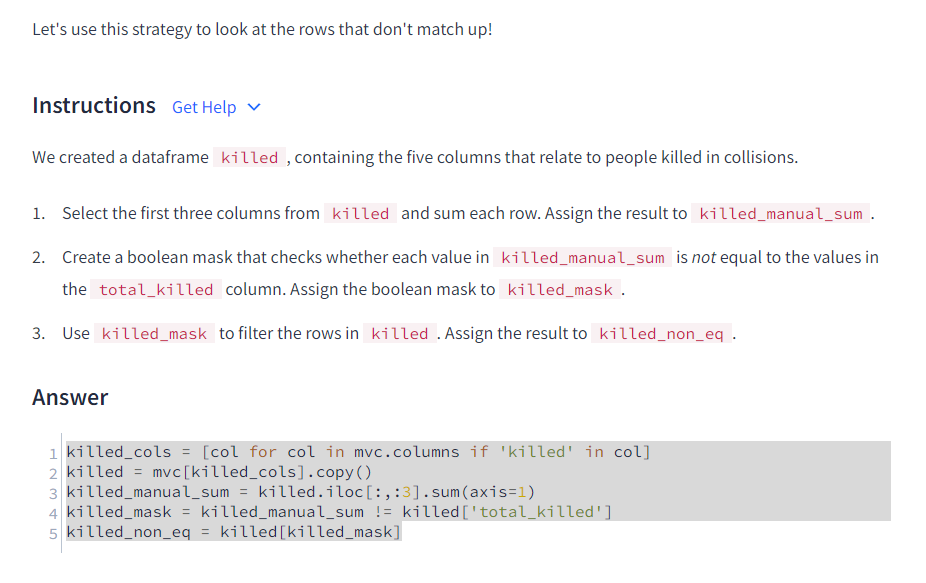 Let's use this strategy to look at the rows that don't match up!
Instructions Get Help
We created a dataframe killed , containing the five columns that relate to people killed in collisions.
1. Select the first three columns from killed and sum each row. Assign the result to killed_manual_sum .
2. Create a boolean mask that checks whether each value in killed_manual_sum is not equal to the values in
the total_killed column. Assign the boolean mask to killed_mask .
3. Use killed_mask to filter the rows in killed . Assign the result to killed_non_eq .
Answer
1 killed_cols = [col for col in mvc.columns if 'killed' in col]
2 killed = mvc[killed_cols].copy()
3 killed_manual_sum = killed.iloc[:,:3].sum(axis=1)
4 killed_mask = killed_manual_sum != killed['total_killed']
5 killed_non_eq = killed[killed_mask]